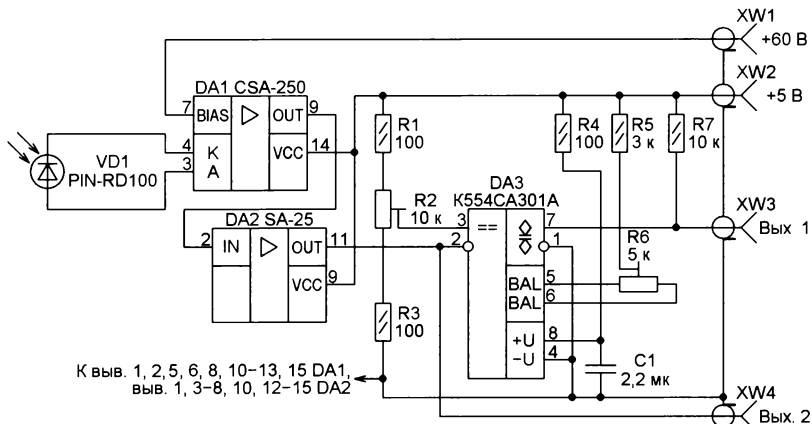 XW1
+60 В
DA1 CSA-250
7
BIAS
OUT
9
XW2
+5 В
4
K
A
3
VCC
14
VD1
PIN-RD100
R1
100
R4
100
R5
3 к
R7
10 к
DA2 SA-25
2
IN
OUT
11
VCC
9
R2
10 к
DA3
К554СА301А
3
2
==
7
1
XW3
Вых 1
R6
5 к
BAL
5
BAL
6
R3
100
+U
8
-U
4
C1
2,2 мк
К выв. 1, 2, 5, 6, 8, 10–13, 15 DA1,
выв. 1, 3–8, 10, 12–15 DA2
XW4
Вых. 2